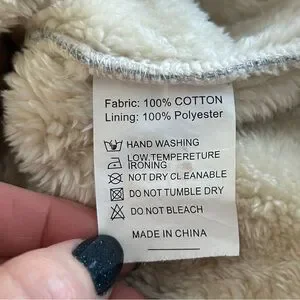 Fabric: 100% COTTON
Lining: 100% Polyester
HAND WASHING
LOW TEMPERETURE
IRONING
NOT DRY CLEANABLE
DO NOT TUMBLE DRY
DO NOT BLEACH
MADE IN CHINA